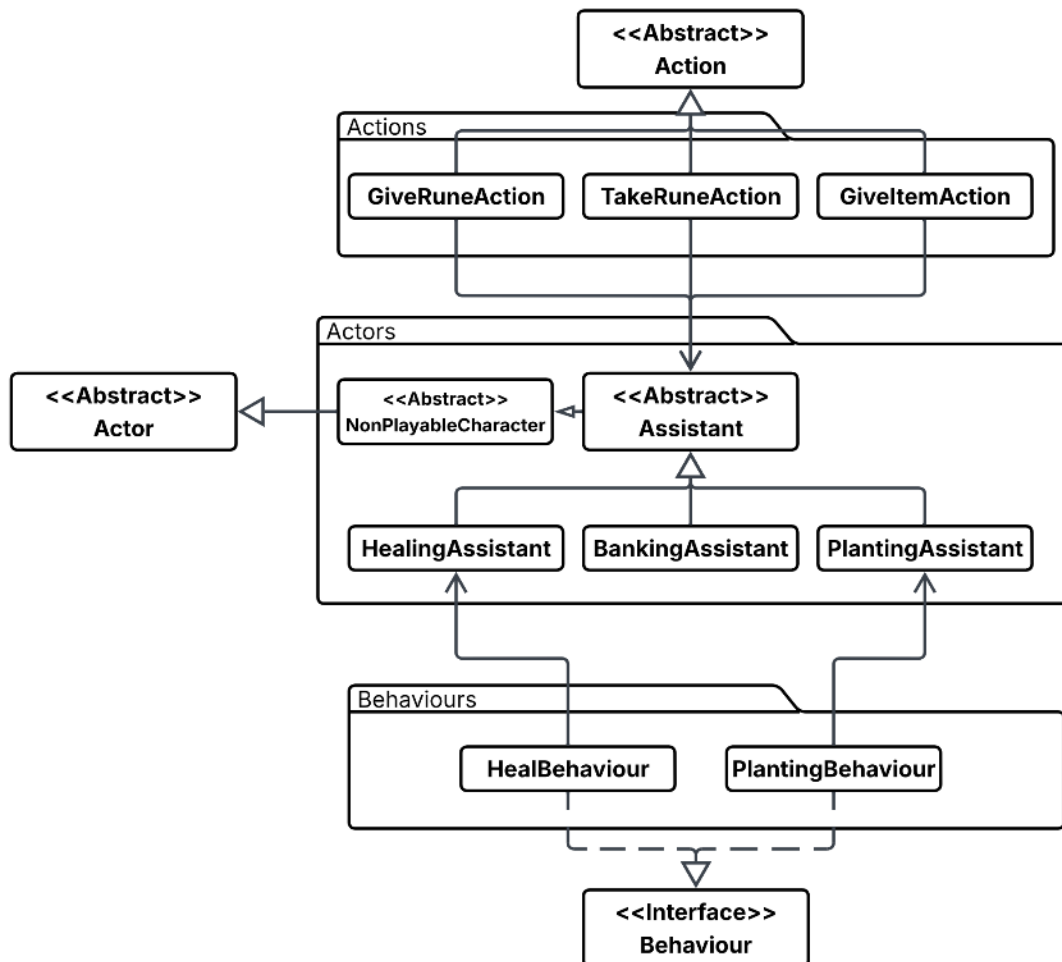 <<Abstract>>
Action
Actions
GiveRuneAction
TakeRuneAction
GiveItemAction
Actors
<<Abstract>>
Actor
<<Abstract>>
NonPlayableCharacter
<<Abstract>>
Assistant
HealingAssistant
BankingAssistant
PlantingAssistant
Behaviours
HealBehaviour
PlantingBehaviour
<<Interface>>
Behaviour